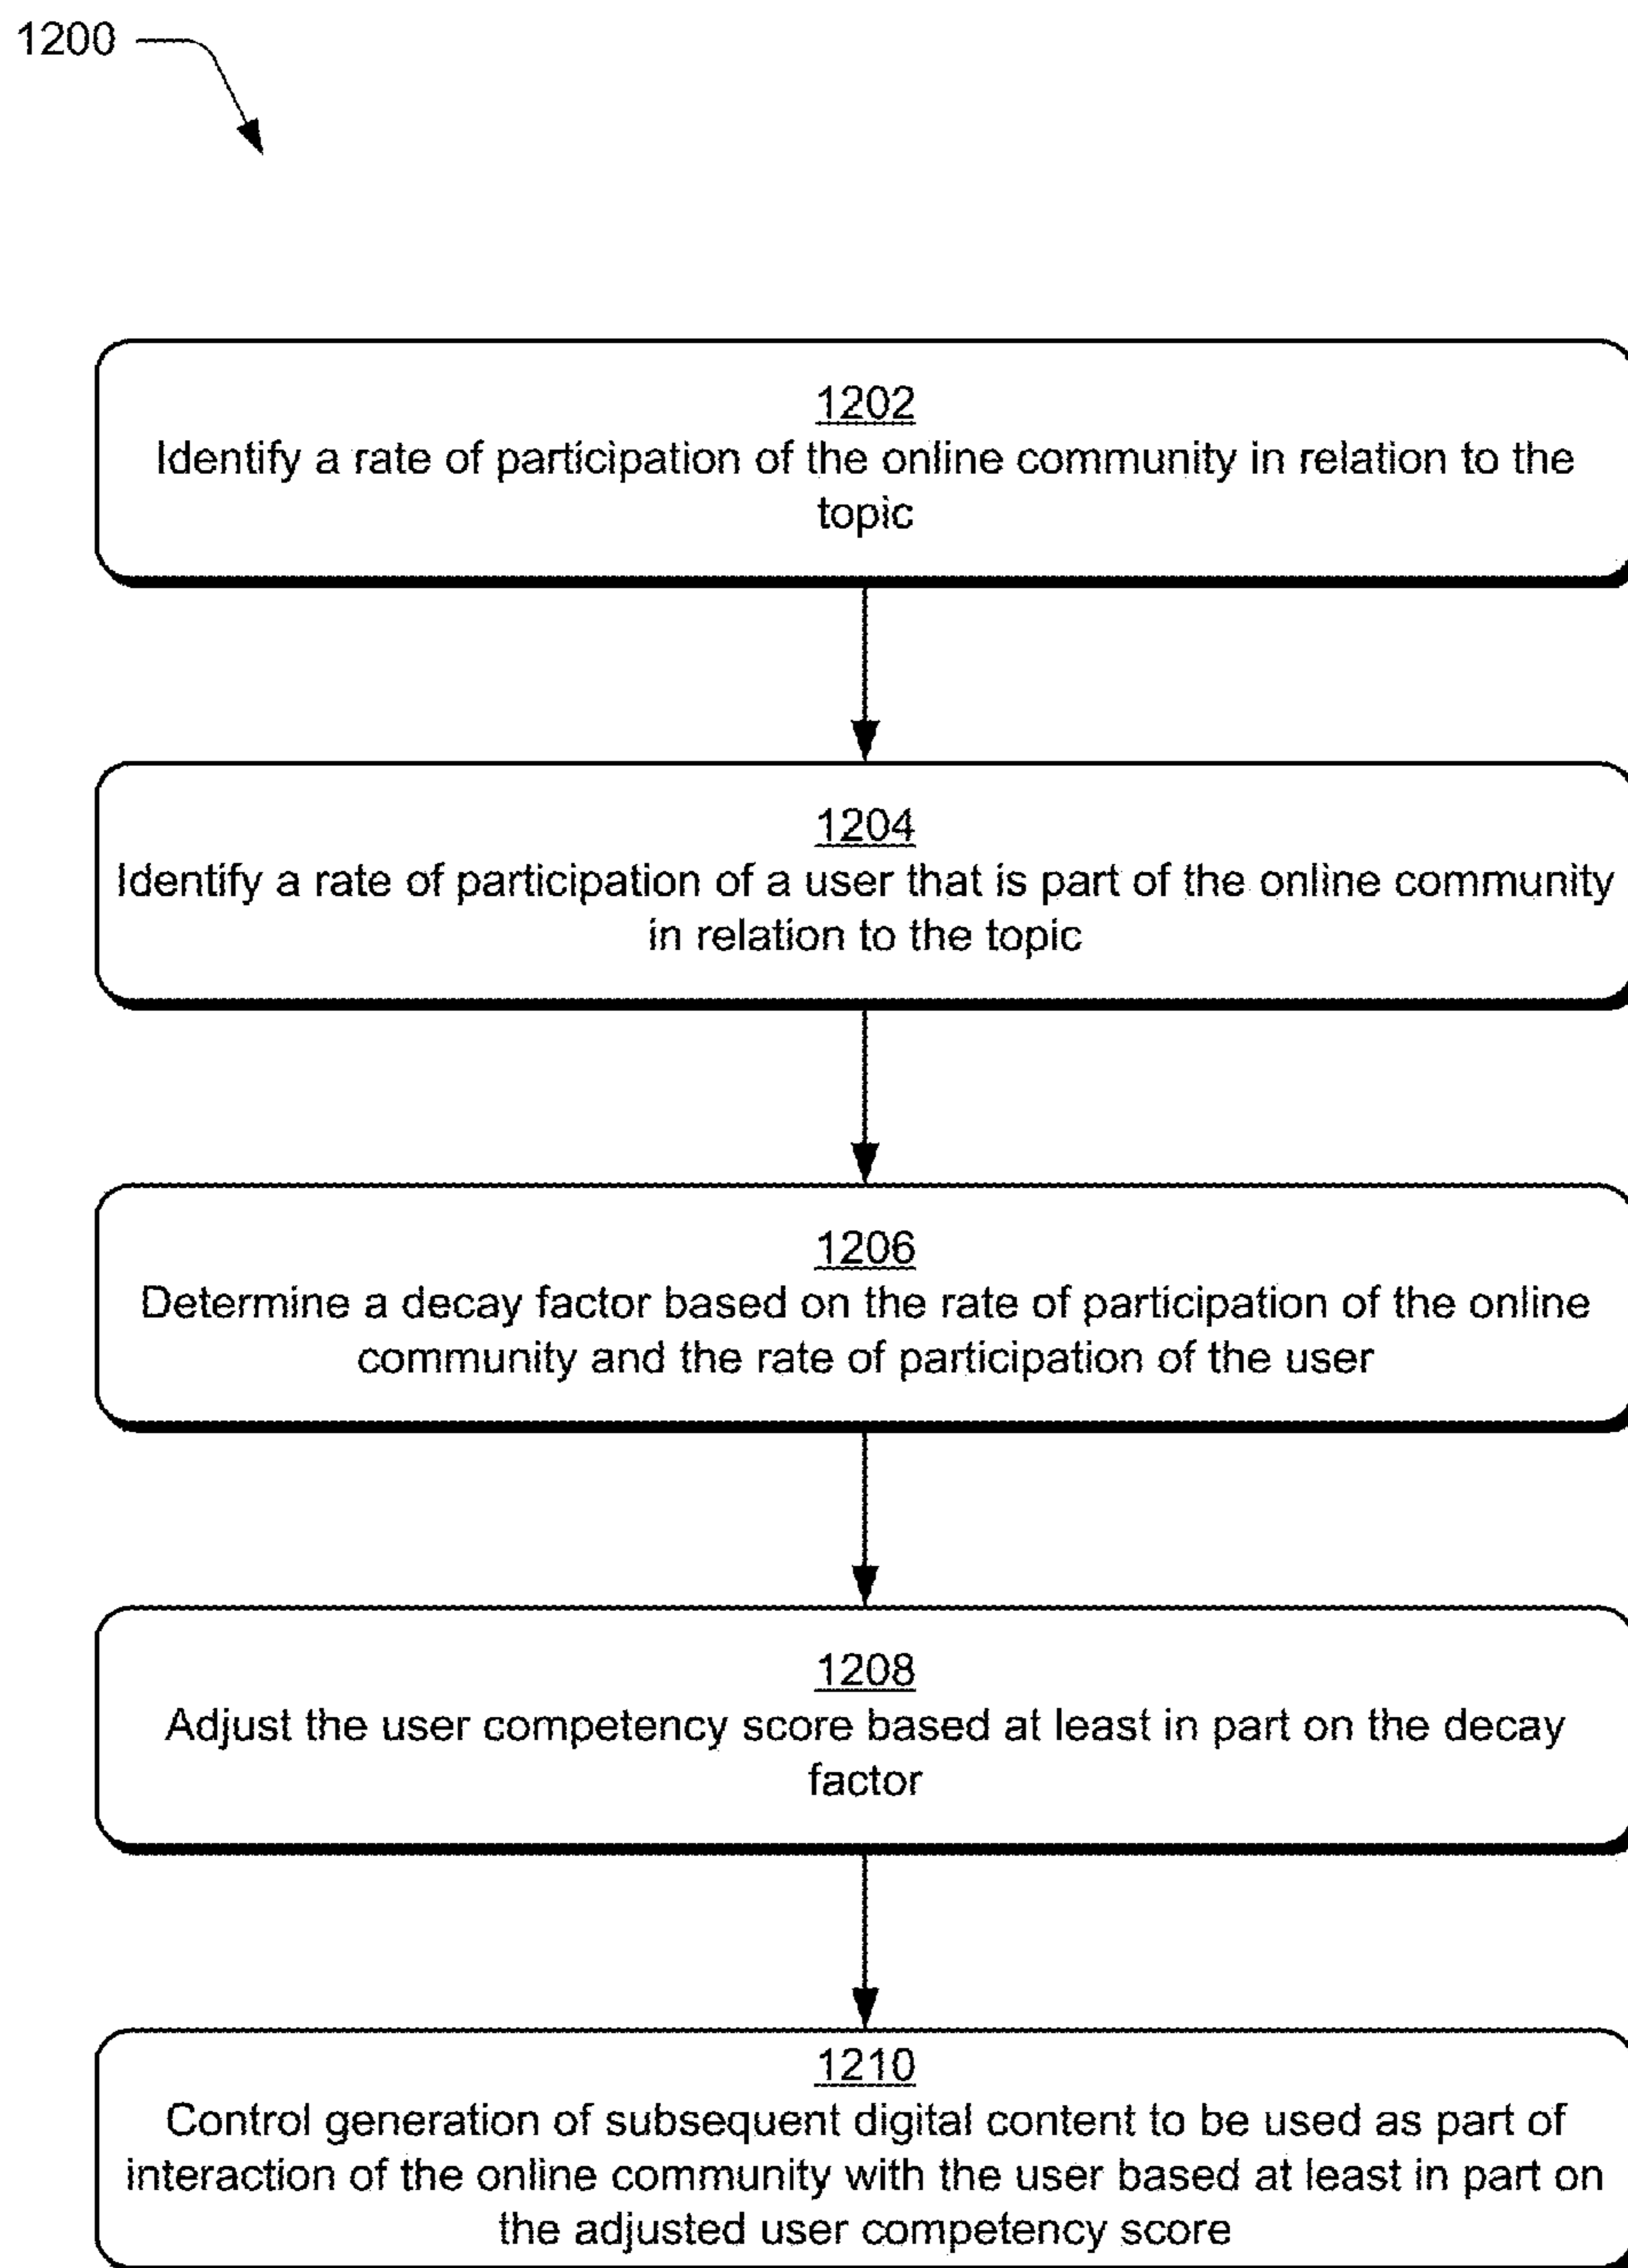 1200
1202
Identify a rate of participation of the online community in relation to the
topic
1204
Identify a rate of participation of a user that is part of the online community
in relation to the topic
1206
Determine a decay factor based on the rate of participation of the online
community and the rate of participation of the user
1208
Adjust the user competency score based at least in part on the decay
factor
1210
Control generation of subsequent digital content to be used as part of
interaction of the online community with the user based at least in part on
the adjusted user competency score